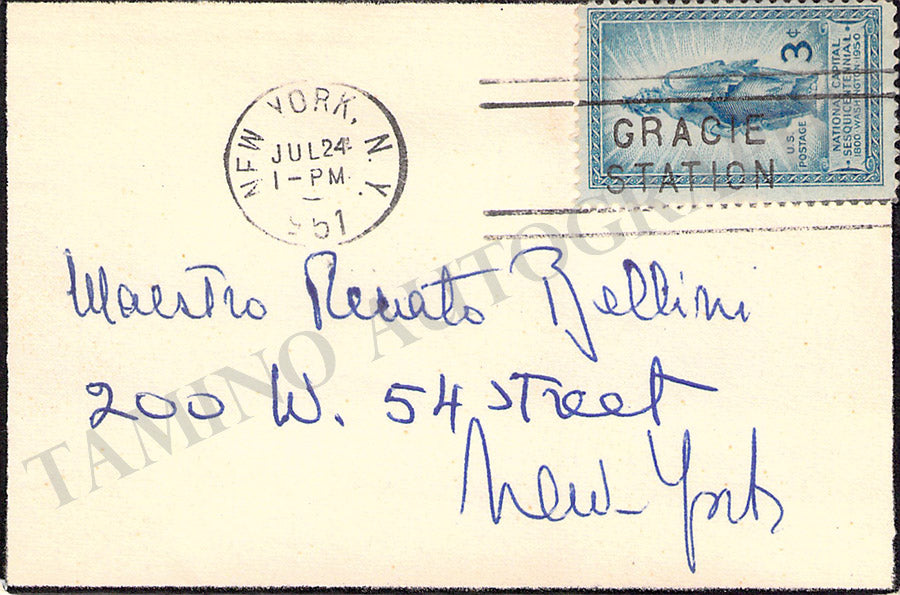 NEW YORK, N.Y.
JUL 24
1-PM
1951
GRACIE
STATION
3¢
U.S. POSTAGE
NATIONAL CAPITAL
SESQUICENTENNIAL
1800 WASHINGTON 1950
Maestro Renato Bellini
200 W. 54 Street
New-York
TAMINO AUTOGRA